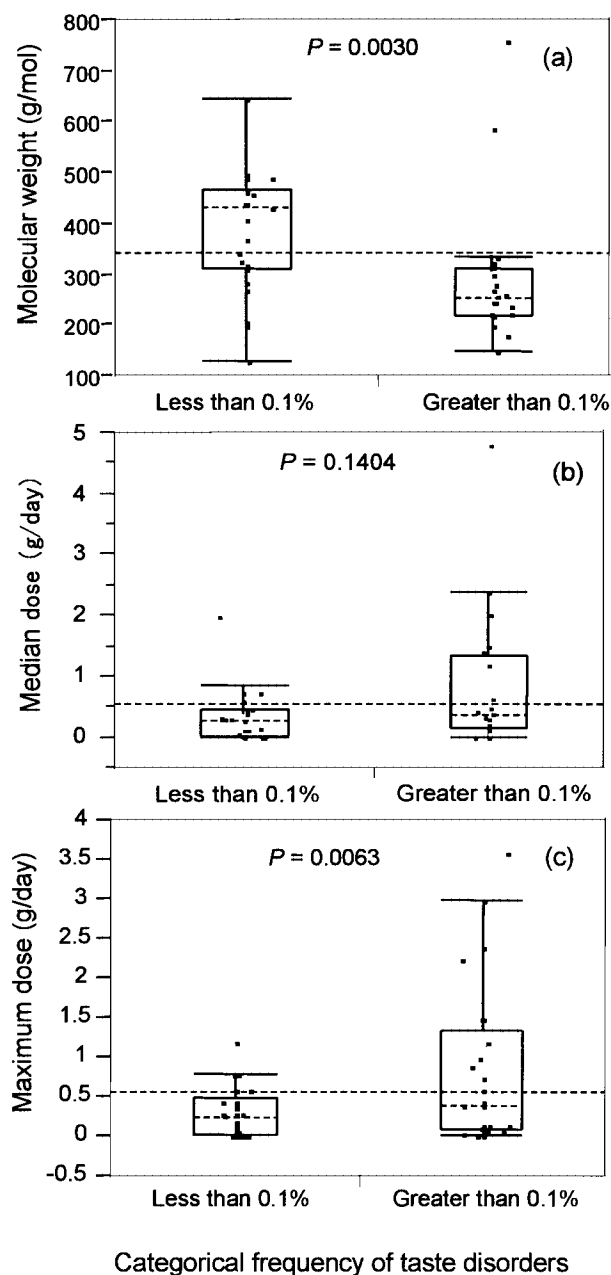 800
700
600
500
400
300
200
100
Molecular weight (g/mol)
P = 0.0030
(a)
Less than 0.1%
Greater than 0.1%
5
4
3
2
1
0
Median dose (g/day)
P = 0.1404
(b)
Less than 0.1%
Greater than 0.1%
4
3.5
3
2.5
2
1.5
1
0.5
0
-0.5
Maximum dose (g/day)
P = 0.0063
(c)
Less than 0.1%
Greater than 0.1%
Categorical frequency of taste disorders